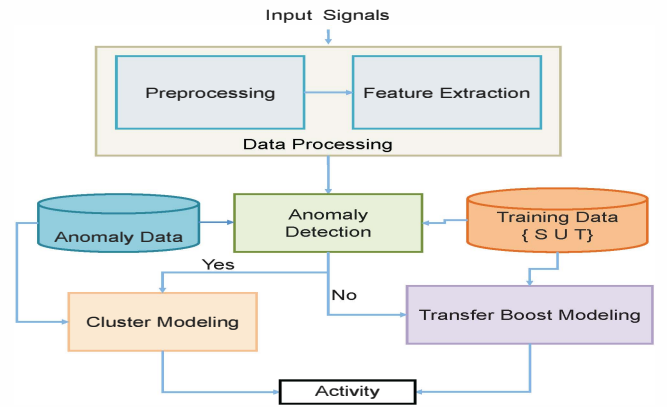 Input Signals
Preprocessing
Feature Extraction
Data Processing
Anomaly Data
Anomaly
Detection
Training Data
{ S U T}
Yes
No
Cluster Modeling
Transfer Boost Modeling
Activity